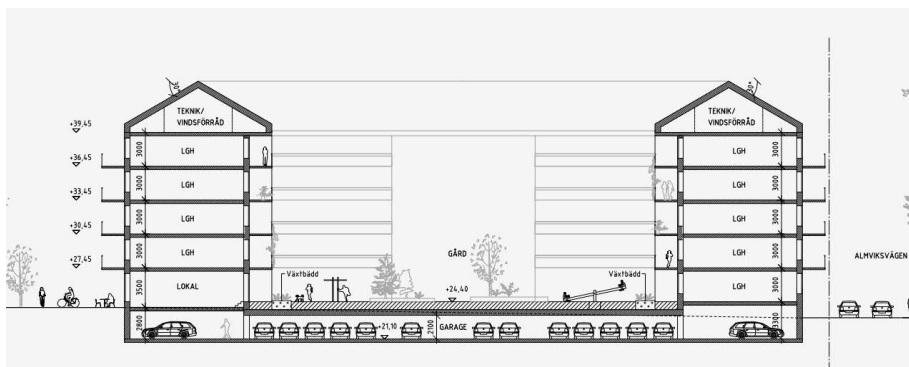 30°
30°
TEKNIK/
VINDSFÖRRÅD
TEKNIK/
VINDSFÖRRÅD
+39,45
3000
LGH
LGH
3000
+36,45
3000
LGH
LGH
3000
+33,45
3000
LGH
LGH
3000
+30,45
3000
LGH
LGH
3000
+27,45
GÅRD
ALMVIKSVÄGEN
3500
LOKAL
Växtbädd
+24,40
Växtbädd
LGH
3000
2800
+21,10
2100
GARAGE
3300